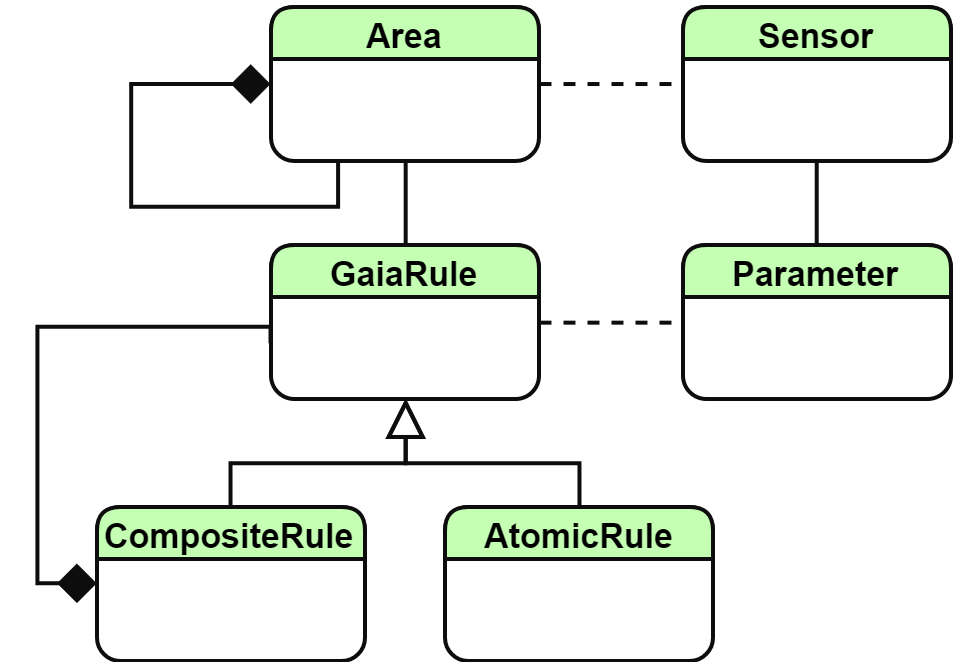 Area
Sensor
GaiaRule
Parameter
CompositeRule
AtomicRule